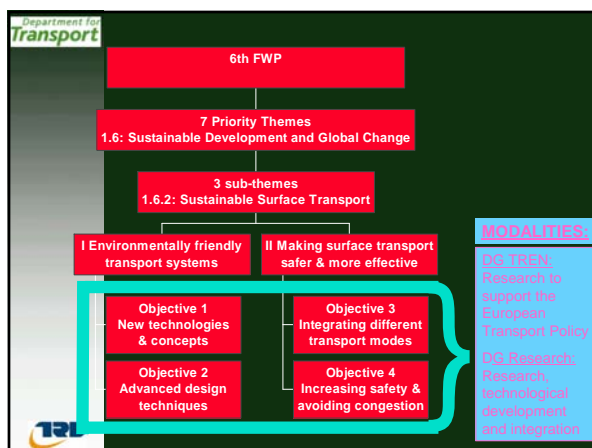 Department for
Transport
6th FWP
7 Priority Themes
1.6: Sustainable Development and Global Change
3 sub-themes
1.6.2: Sustainable Surface Transport
I Environmentally friendly
transport systems
II Making surface transport
safer & more effective
Objective 1
New technologies
& concepts
Objective 3
Integrating different
transport modes
Objective 2
Advanced design
techniques
Objective 4
Increasing safety &
avoiding congestion
MODALITIES:
DG TREN:
Research to
support the
European
Transport Policy
DG Research:
Research,
technological
development
and integration
TRL